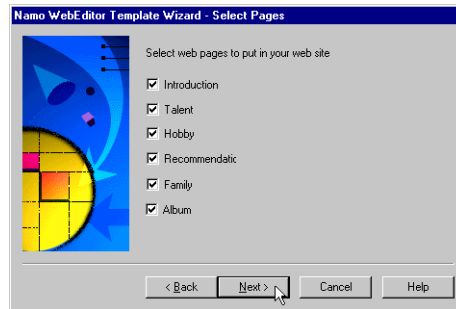 Namo WebEditor Template Wizard - Select Pages
Select web pages to put in your web site
Introduction
Talent
Hobby
Recommendatic
Family
Album
< Back
Next >
Cancel
Help